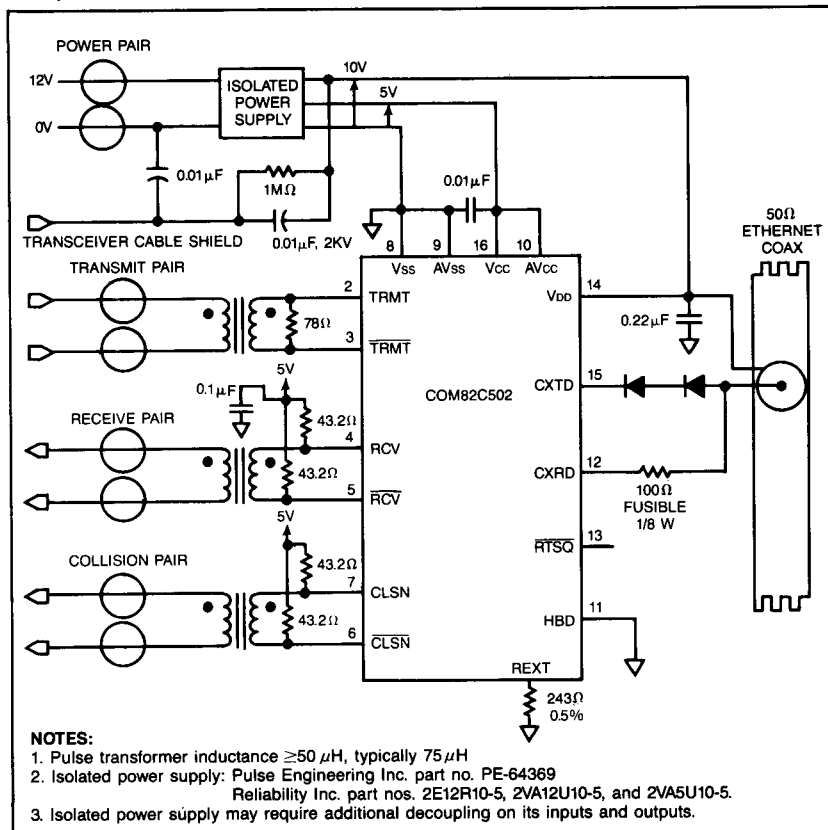 POWER PAIR
12V
0V
ISOLATED
POWER
SUPPLY
10V
5V
0.01μF
1MΩ
0.01μF, 2KV
TRANSCEIVER CABLE SHIELD
0.01μF
8
9
16
10
VSS
AVSS
VCC
AVCC
50Ω
ETHERNET
COAX
TRANSMIT PAIR
2
TRMT
78Ω
3
T̅R̅M̅T̅
VDD
14
0.22μF
COM82C502
CXTD
15
5V
0.1μF
43.2Ω
RECEIVE PAIR
4
RCV
43.2Ω
5
R̅C̅V̅
CXRD
12
100Ω
FUSIBLE
1/8 W
5V
43.2Ω
COLLISION PAIR
7
CLSN
43.2Ω
6
C̅L̅S̅N̅
R̅T̅S̅Q̅
13
HBD
11
REXT
243Ω
0.5%
NOTES:
1. Pulse transformer inductance ≥50 μH, typically 75μH
2. Isolated power supply: Pulse Engineering Inc. part no. PE-64369
Reliability Inc. part nos. 2E12R10-5, 2VA12U10-5, and 2VA5U10-5.
3. Isolated power supply may require additional decoupling on its inputs and outputs.